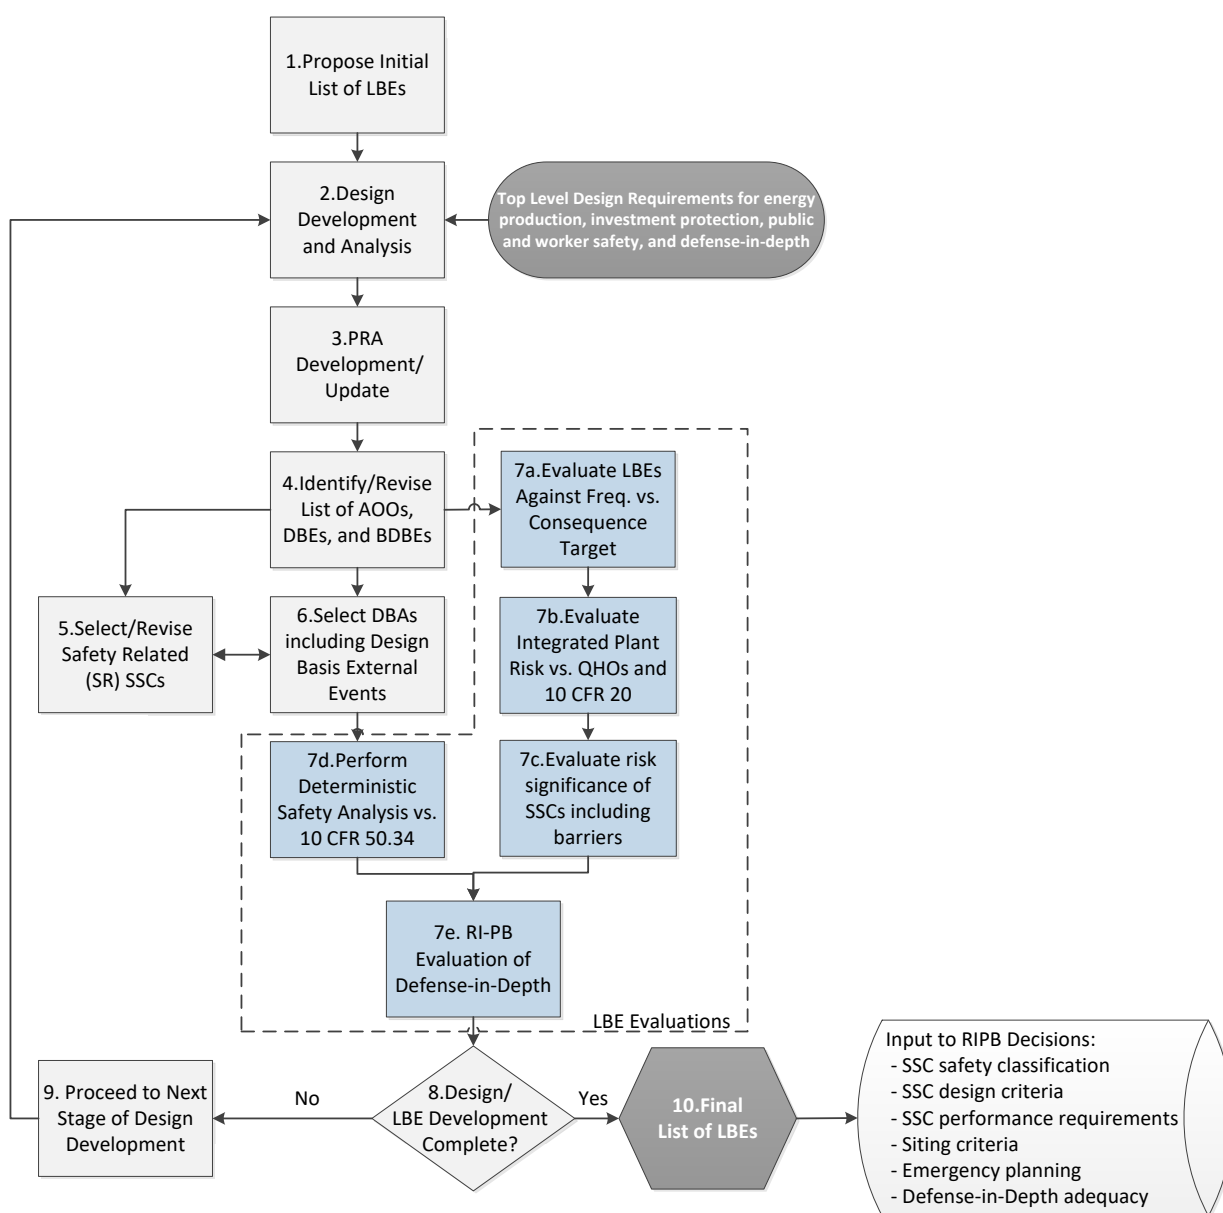 1.Propose Initial
List of LBEs
2.Design
Development
and Analysis
Top Level Design Requirements for energy
production, investment protection, public
and worker safety, and defense-in-depth
3.PRA
Development/
Update
4.Identify/Revise
List of AOOs,
DBEs, and BDBEs
7a.Evaluate LBEs
Against Freq. vs.
Consequence
Target
5.Select/Revise
Safety Related
(SR) SSCs
6.Select DBAs
including Design
Basis External
Events
7b.Evaluate
Integrated Plant
Risk vs. QHOs and
10 CFR 20
7d.Perform
Deterministic
Safety Analysis vs.
10 CFR 50.34
7c.Evaluate risk
significance of
SSCs including
barriers
7e. RI-PB
Evaluation of
Defense-in-Depth
LBE Evaluations
9. Proceed to Next
Stage of Design
Development
No
8.Design/
LBE Development
Complete?
Yes
10.Final
List of LBEs
Input to RIPB Decisions:
- SSC safety classification
- SSC design criteria
- SSC performance requirements
- Siting criteria
- Emergency planning
- Defense-in-Depth adequacy